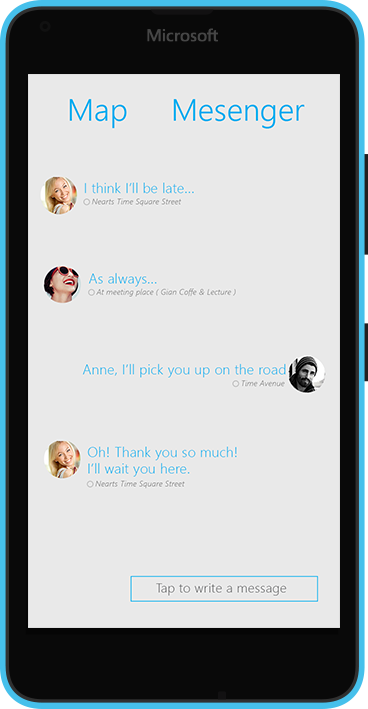 Microsoft
Map Mesenger
I think I'll be late...
Nearts Time Square Street
As always...
At meeting place ( Gian Coffe & Lecture )
Anne, I'll pick you up on the road
Time Avenue
Oh! Thank you so much!
I'll wait you here.
Nearts Time Square Street
Tap to write a message